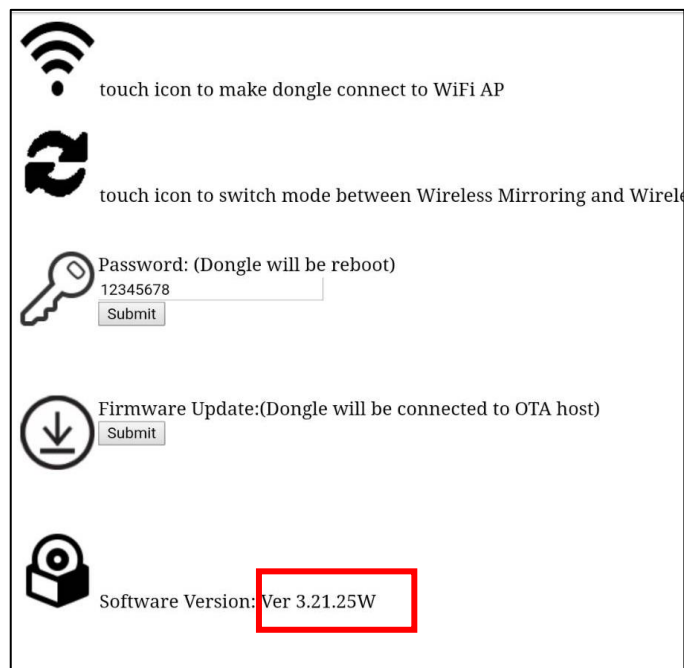 touch icon to make dongle connect to WiFi AP
touch icon to switch mode between Wireless Mirroring and
Password: (Dongle will be reboot)
12345678
Submit
Firmware Update:(Dongle will be connected to OTA host)
Submit
Software Version: Ver 3.21.25W